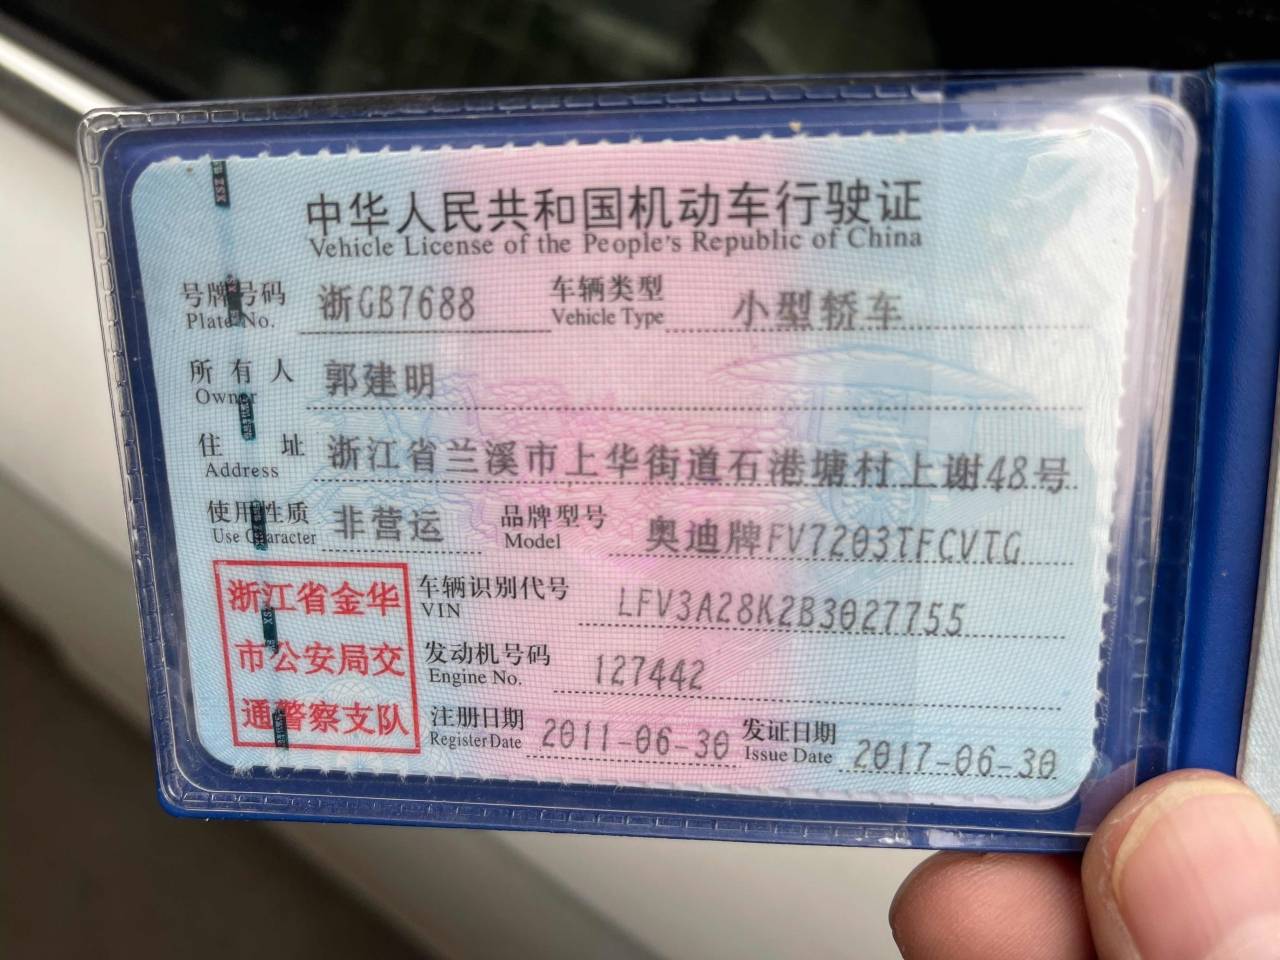 中华人民共和国机动车行驶证
Vehicle License of the People's Republic of China
号牌号码 浙GB7688 车辆类型 小型轿车
Plate No. Vehicle Type
所有人 郭建明
Owner
住址 浙江省兰溪市上华街道石港塘村上谢48号
Address
使用性质 非营运 品牌型号 奥迪牌FV7203TFCVTG
Use Character Model
浙江省金华
市公安局交
通警察支队
车辆识别代号 LFV3A28K2B3027755
VIN
发动机号码 127442
Engine No.
注册日期 2011-06-30 发证日期 2017-06-30
Register Date Issue Date